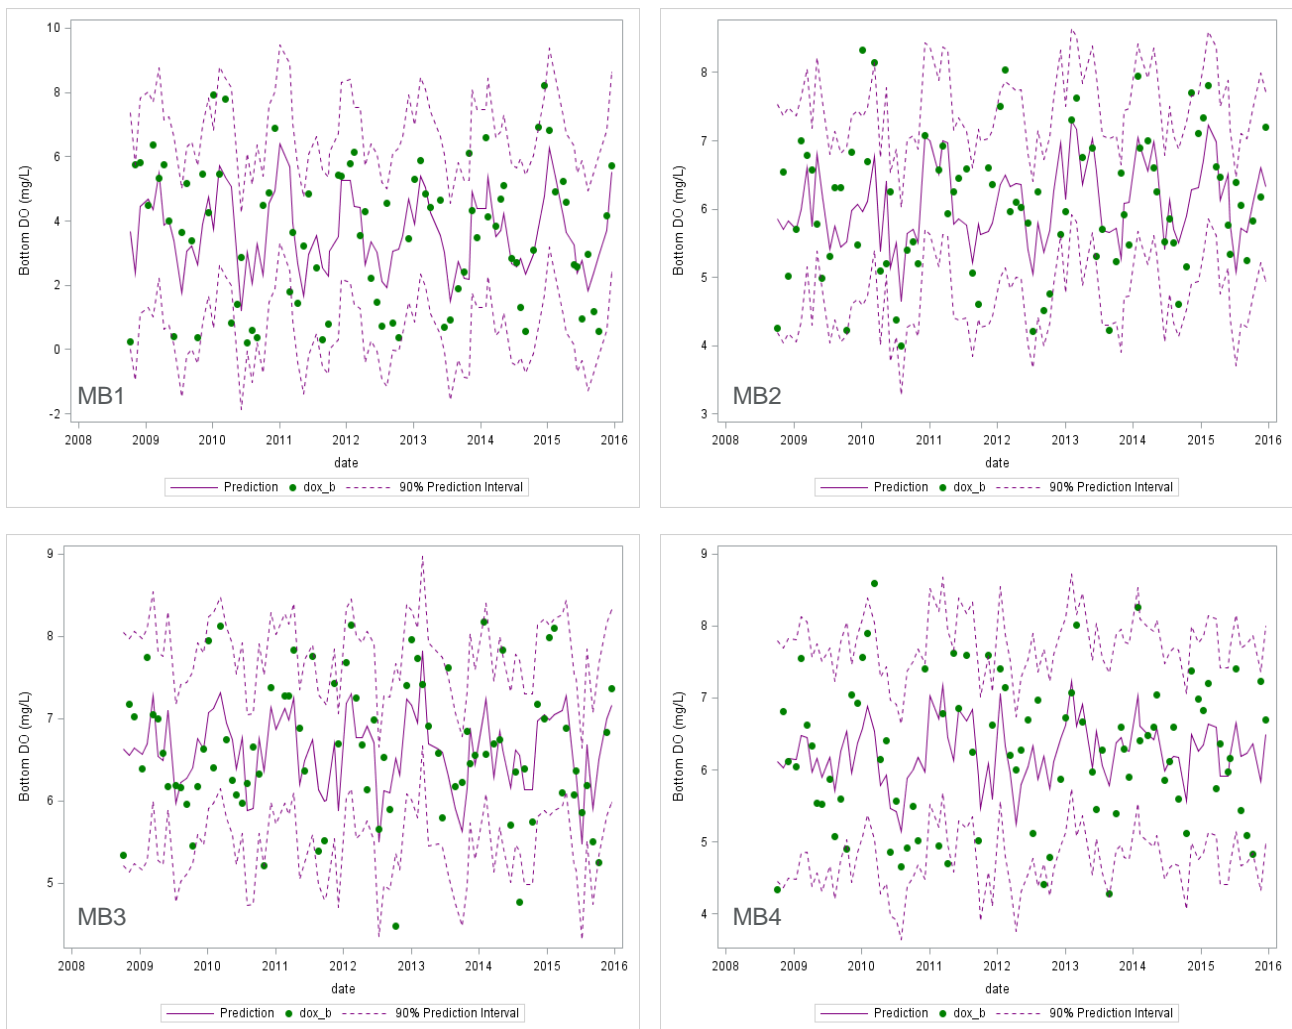 10
8
6
4
2
0
-2
Bottom DO (mg/L)
MB1
2008 2009 2010 2011 2012 2013 2014 2015 2016
date
Prediction dox_b 90% Prediction Interval
8
7
6
5
4
3
Bottom DO (mg/L)
MB2
2008 2009 2010 2011 2012 2013 2014 2015 2016
date
Prediction dox_b 90% Prediction Interval
9
8
7
6
5
Bottom DO (mg/L)
MB3
2008 2009 2010 2011 2012 2013 2014 2015 2016
date
Prediction dox_b 90% Prediction Interval
9
8
7
6
5
4
Bottom DO (mg/L)
MB4
2008 2009 2010 2011 2012 2013 2014 2015 2016
date
Prediction dox_b 90% Prediction Interval